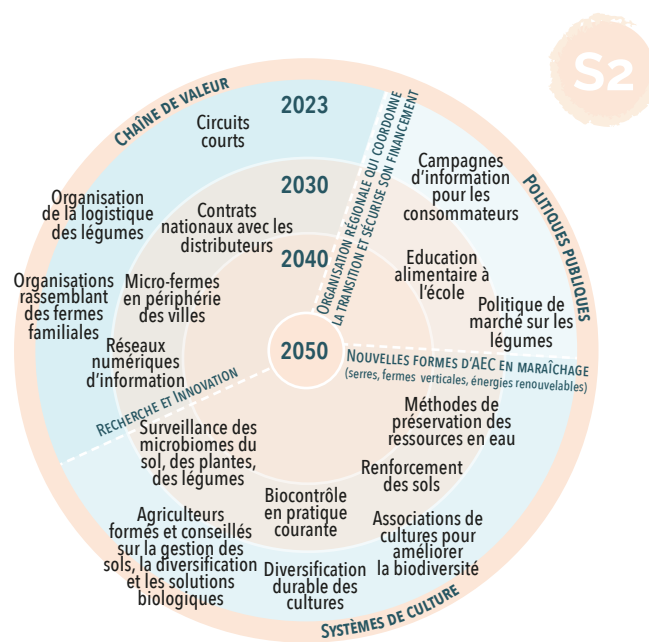 S2
CHAÎNE DE VALEUR
2023
Circuits
courts
2030
Organisation
de la logistique
des légumes
Contrats
nationaux avec les
distributeurs
2040
Organisations
rassemblant
des fermes
familiales
Micro-fermes
en périphérie
des villes
Réseaux
numériques
d’information
2050
ORGANISATION RÉGIONALE QUI COORDONNE
LA TRANSITION ET SÉCURISE SON FINANCEMENT
POLITIQUES PUBLIQUES
Campagnes
d’information
pour les
consommateurs
Education
alimentaire à
l’école
Politique de
marché sur les
légumes
NOUVELLES FORMES D’AEC EN MARAÎCHAGE
(serres, fermes verticales, énergies renouvelables)
RECHERCHE ET INNOVATION
Méthodes de
préservation des
ressources en eau
Surveillance des
microbiomes du
sol, des plantes,
des légumes
Renforcement
des sols
Biocontrôle
en pratique
courante
Agriculteurs
formés et conseillés
sur la gestion des
sols, la diversification
et les solutions
biologiques
Associations de
cultures pour
améliorer
la biodiversité
Diversification
durable des
cultures
SYSTÈMES DE CULTURE